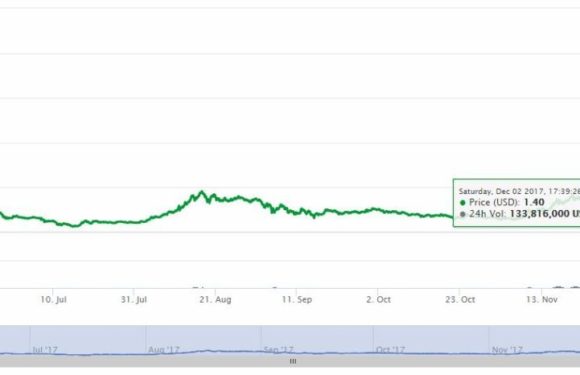 Saturday, Dec 02 2017, 17:39:26
● Price (USD): 1.40
● 24h Vol: 133,816,000 US
10. Jul 31. Jul 21. Aug 11. Sep 2. Oct 23. Oct 13. Nov
Jul '17 Aug '17 Sep '17 Oct '17 Nov '17